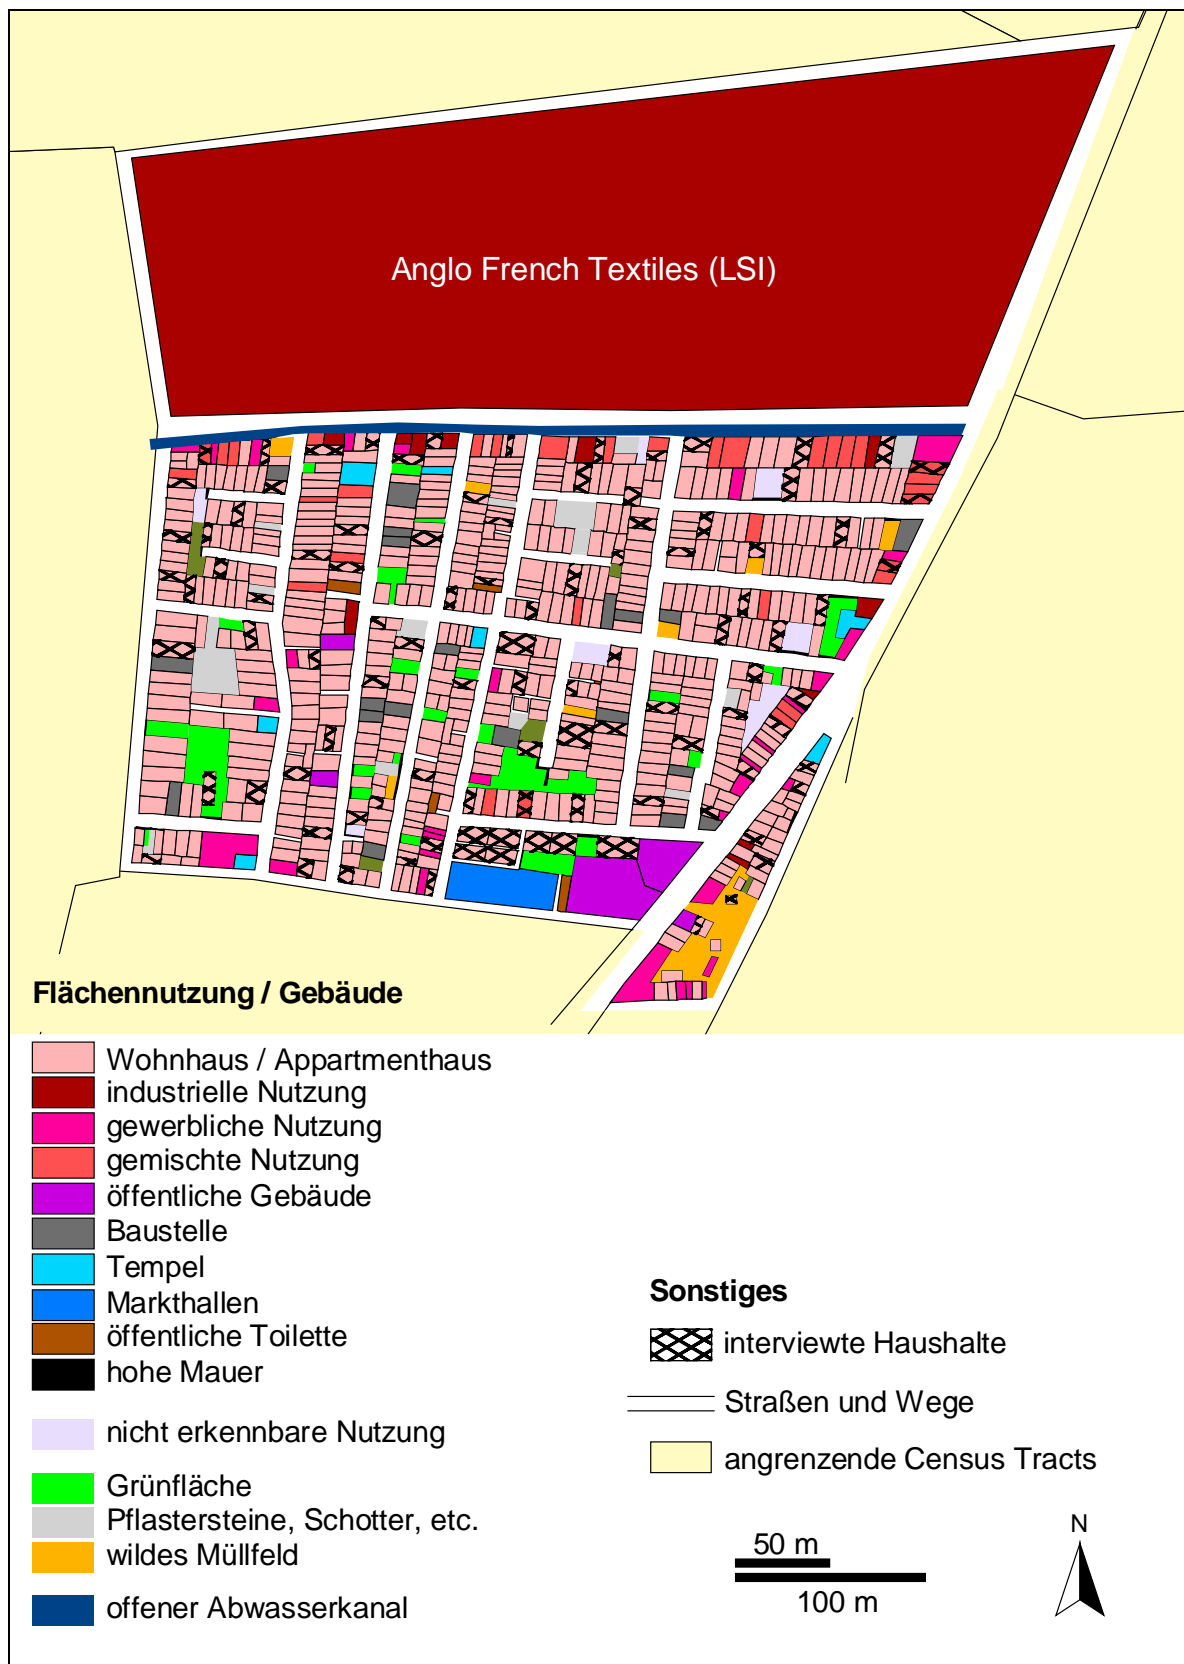 Anglo French Textiles (LSI)
Flächennutzung / Gebäude
Wohnhaus / Appartmenthaus
industrielle Nutzung
gewerbliche Nutzung
gemischte Nutzung
öffentliche Gebäude
Baustelle
Tempel
Markthallen
öffentliche Toilette
hohe Mauer
nicht erkennbare Nutzung
Grünfläche
Pflastersteine, Schotter, etc.
wildes Müllfeld
offener Abwasserkanal
Sonstiges
interviewte Haushalte
Straßen und Wege
angrenzende Census Tracts
50 m
100 m
N